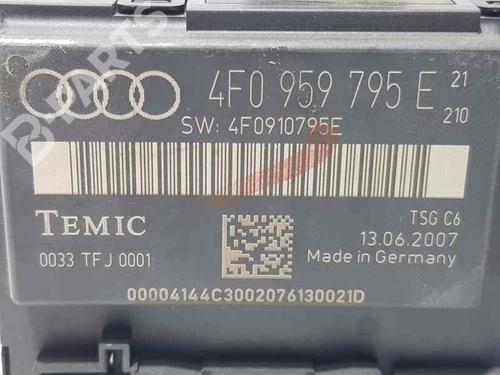 B-PARTS
4F0 959 795 E 21
210
SW: 4F0910795E
TEMIC
TSG C6
13.06.2007
0033 TFJ 0001
Made in Germany
00004144C3002076130021D